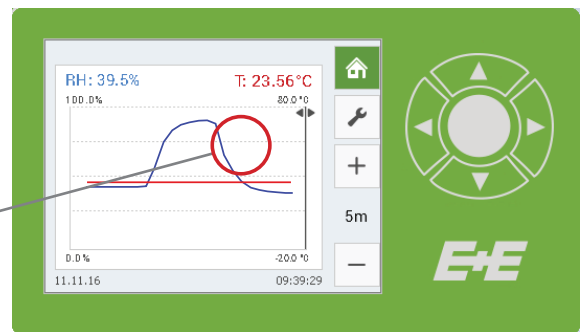 RH: 39.5% T: 23.56°C
100.0% 80.0 °C
0.0 % -20.0 °C
+
5m
−
11.11.16 09:39:29
E+E